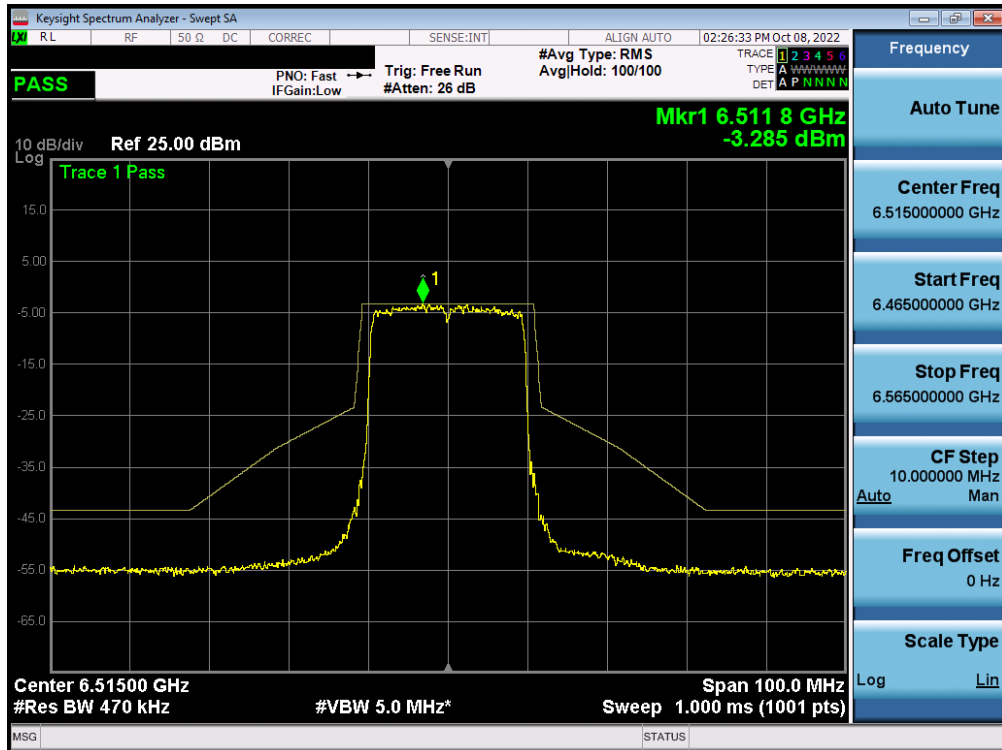 Keysight Spectrum Analyzer - Swept SA
LXI RL RF 50 Ω DC CORREC SENSE:INT ALIGN AUTO 02:26:33 PM Oct 08, 2022
PASS
PNO: Fast
IFGain:Low
Trig: Free Run
#Atten: 26 dB
#Avg Type: RMS
Avg|Hold: 100/100
TRACE 1 2 3 4 5 6
TYPE A WWWWW
DET A P N N N N
Mkr1 6.511 8 GHz
-3.285 dBm
10 dB/div Ref 25.00 dBm
Log
Trace 1 Pass
15.0
5.00
1
-5.00
-15.0
-25.0
-35.0
-45.0
-55.0
-65.0
Center 6.51500 GHz Span 100.0 MHz
#Res BW 470 kHz #VBW 5.0 MHz* Sweep 1.000 ms (1001 pts)
MSG STATUS
Frequency
Auto Tune
Center Freq
6.515000000 GHz
Start Freq
6.465000000 GHz
Stop Freq
6.565000000 GHz
CF Step
10.000000 MHz
Auto Man
Freq Offset
0 Hz
Scale Type
Log Lin